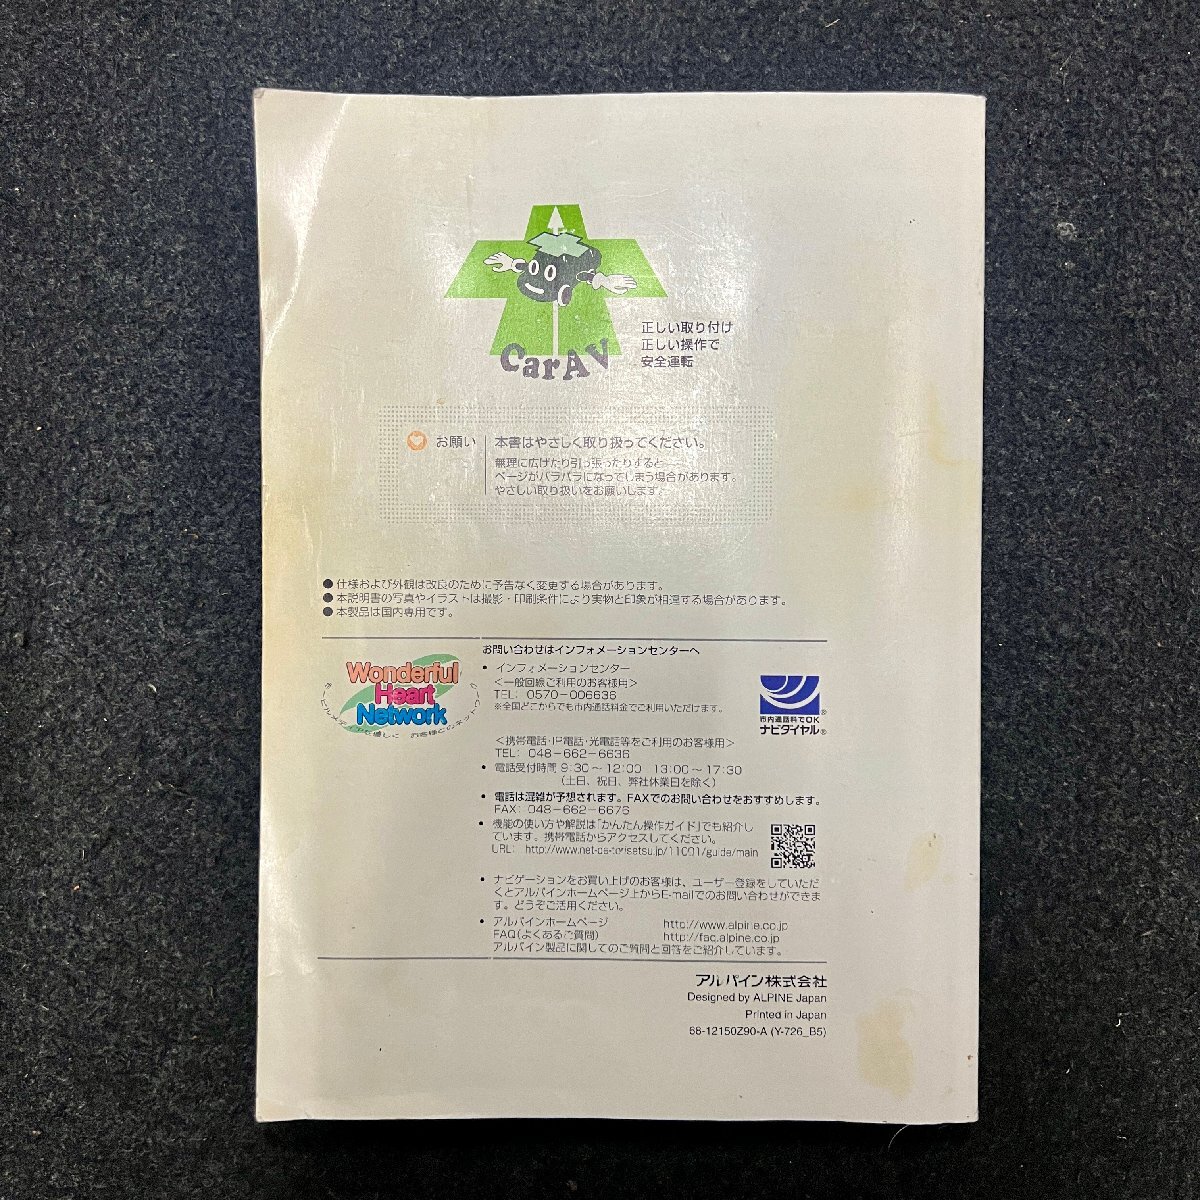 CarAV
正しい取り付け
正しい操作で
安全運転
お願い
本書はやさしく取り扱ってください。
無理に広げたり引っ張ったりすると
ページがバラバラになってしまう場合があります。
やさしい取り扱いをお願いします。
●仕様および外観は改良のために予告なく変更する場合があります。
●本説明書の写真やイラストは撮影・印刷条件により実物と印象が相違する場合があります。
●本製品は国内専用です。
お問い合わせはインフォメーションセンターへ
Wonderful
Heart
Network
• インフォメーションセンター
＜一般回線ご利用のお客様用＞
TEL: 0570-006636
※全国どこからでも市内通話料金でご利用いただけます。
市内通話料でOK
ナビダイヤル®
＜携帯電話・IP電話・光電話等をご利用のお客様用＞
TEL: 048-662-6636
• 電話受付時間 9:30～12:00 13:00～17:30
（土日、祝日、弊社休業日を除く）
• 電話は混雑が予想されます。FAXでのお問い合わせをおすすめします。
FAX: 048-662-6676
• 機能の使い方や解説は「かんたん操作ガイド」でも紹介し
ています。携帯電話からアクセスしてください。
URL: http://www.net-de-torisetsu.jp/11001/guide/main
• ナビゲーションをお買い上げのお客様は、ユーザー登録をしていただ
くとアルパインホームページ上からE-mailでのお問い合わせができま
す。どうぞご活用ください。
• アルパインホームページ http://www.alpine.co.jp
FAQ(よくあるご質問) http://faq.alpine.co.jp
アルパイン製品に関してのご質問と回答をご紹介しています。
アルパイン株式会社
Designed by ALPINE Japan
Printed in Japan
68-12150Z90-A (Y-726_B5)